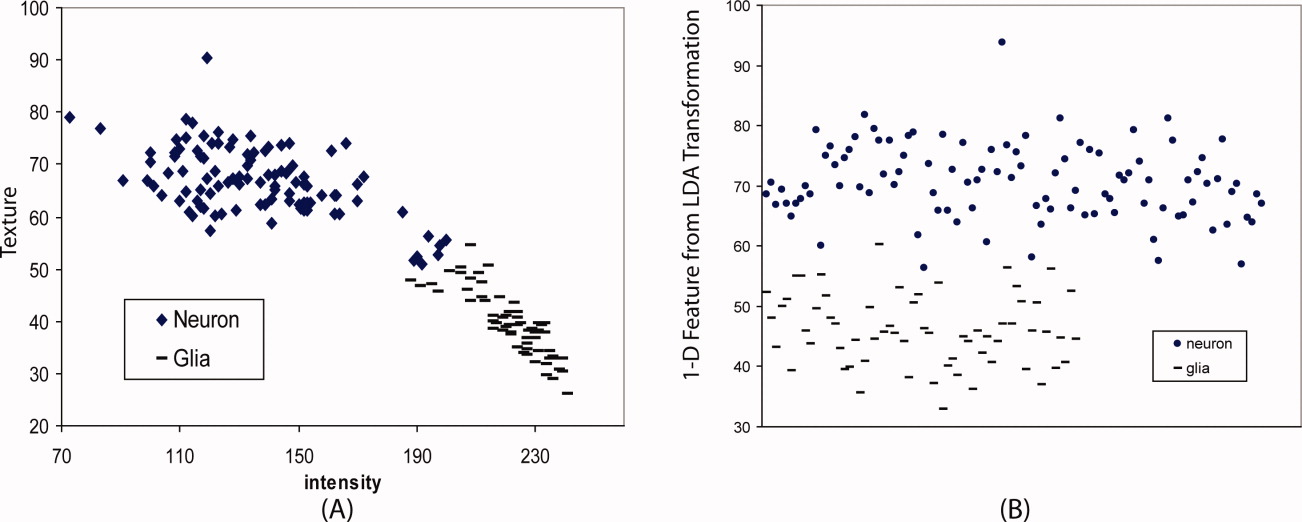 100
90
80
70
60
50
40
30
20
Texture
70 110 150 190 230
intensity
Neuron
Glia
(A)
100
90
80
70
60
50
40
30
1-D Feature from LDA Transformation
neuron
glia
(B)